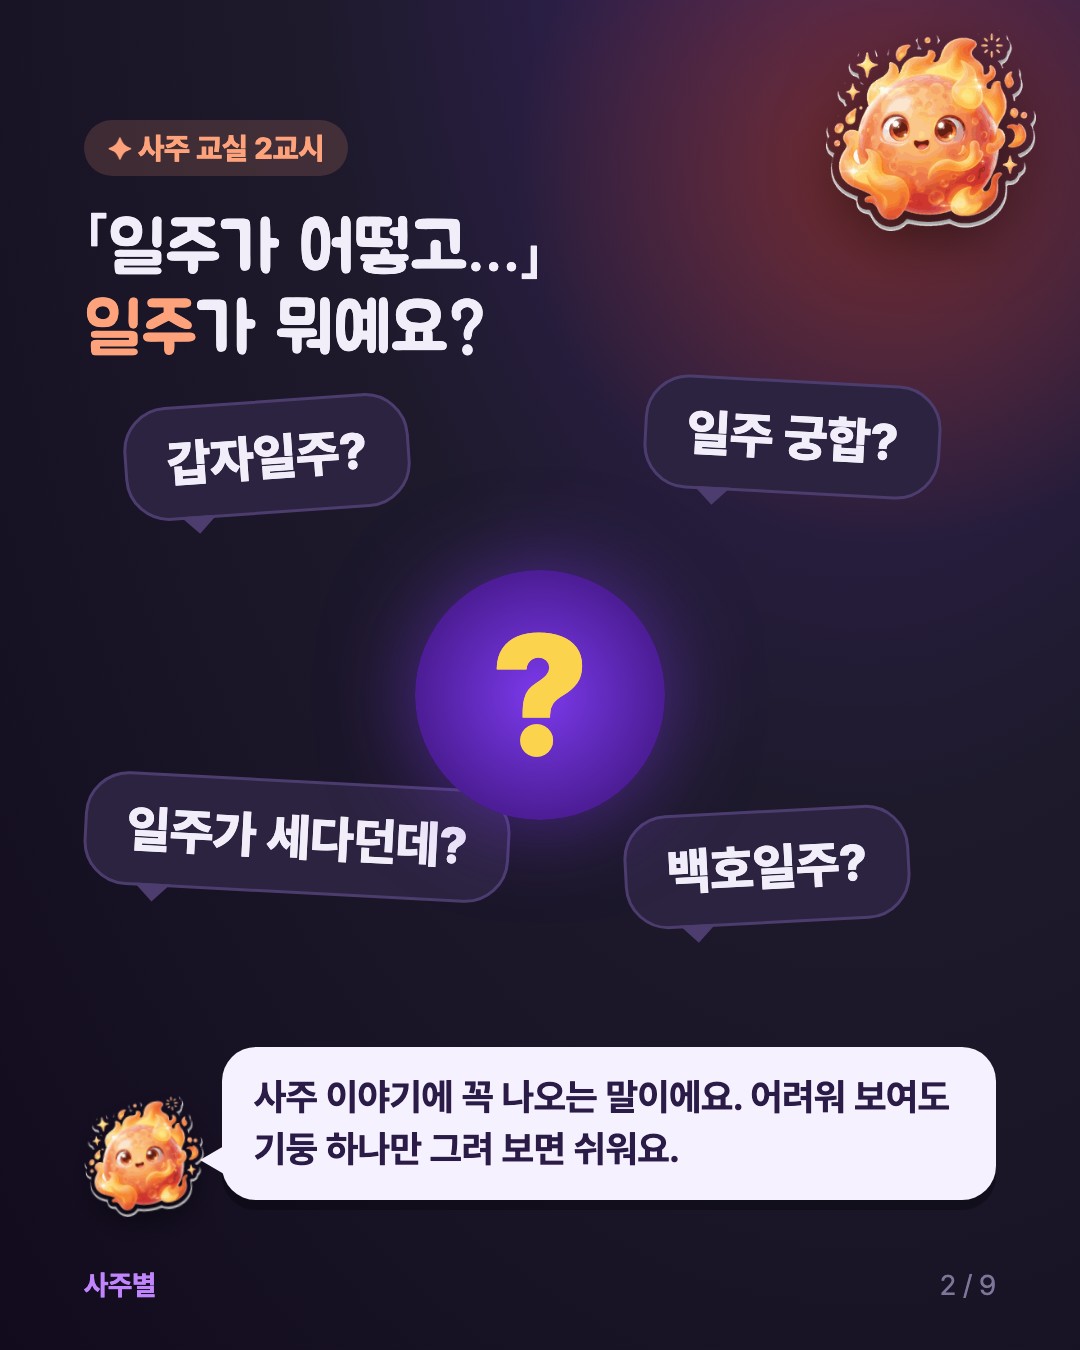 ✦ 사주 교실 2교시
「일주가 어떻고...」
일주가 뭐예요?
갑자일주?
일주 궁합?
?
일주가 세다던데?
백호일주?
사주 이야기에 꼭 나오는 말이에요. 어려워 보여도
기둥 하나만 그려 보면 쉬워요.
사주별
2 / 9